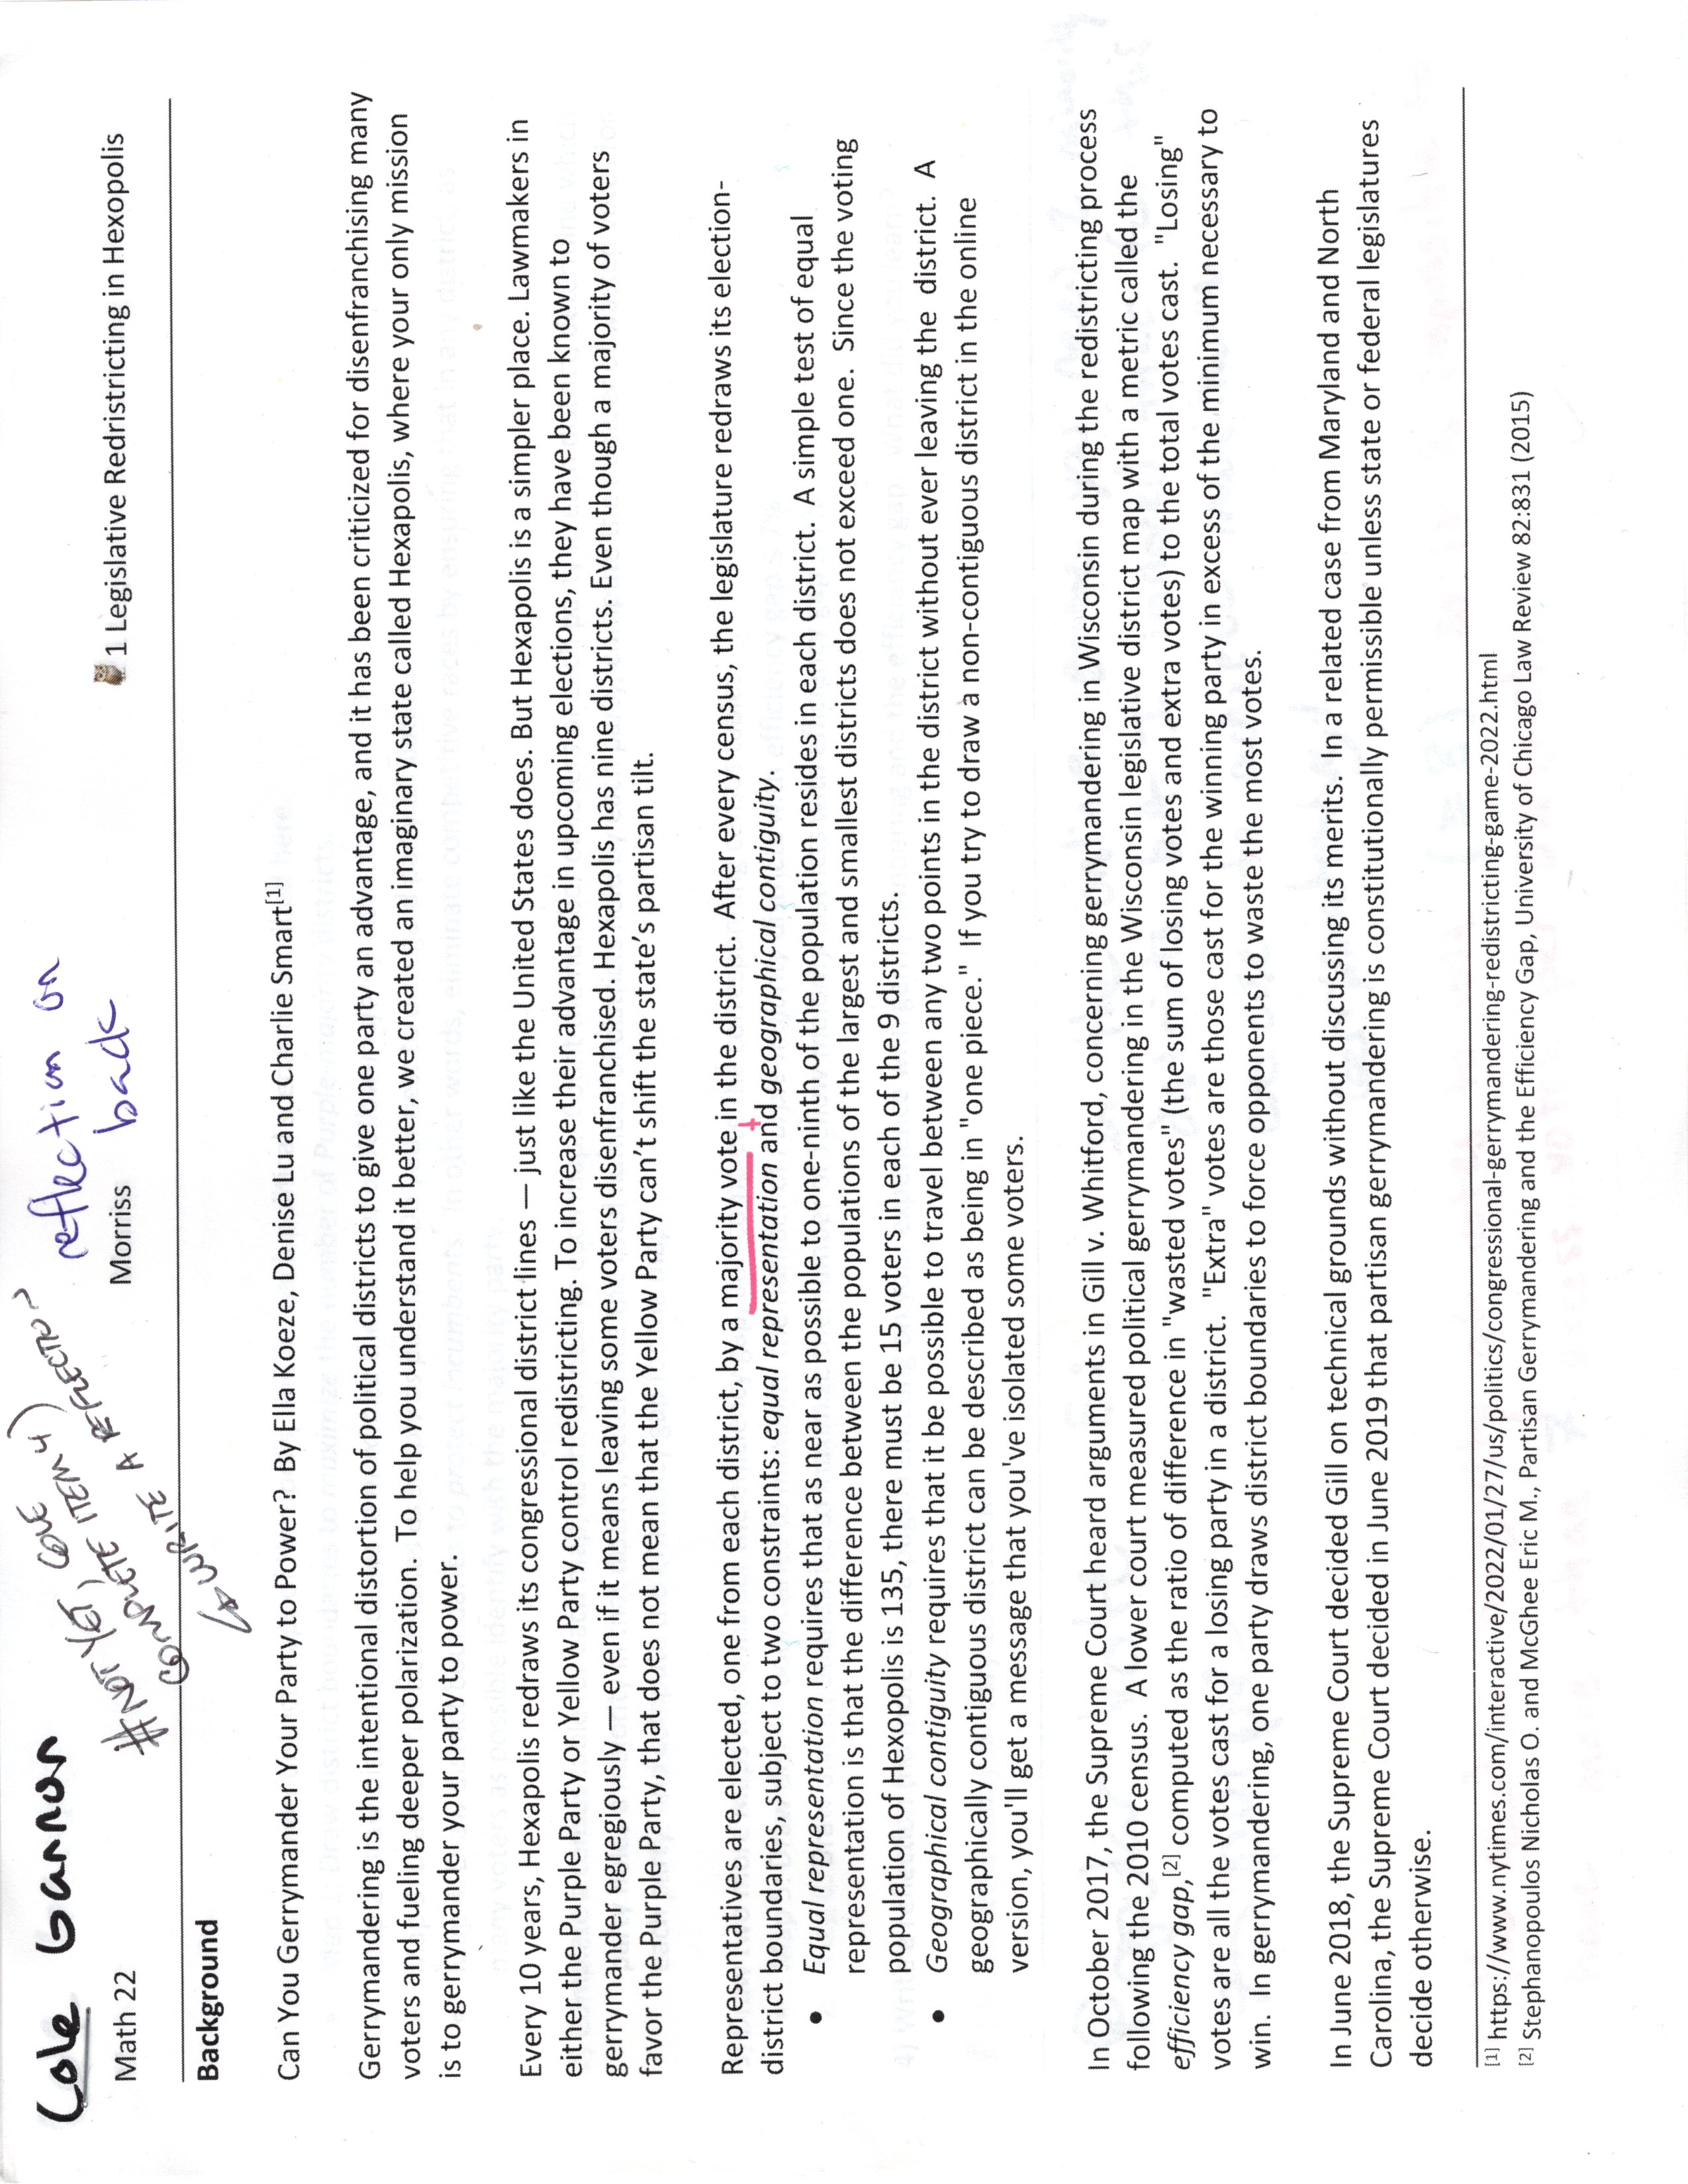 Cole Gannon
#NOT YET, COLE
COMPLETE ITEM 4)
↳ WRITE A REFLECTION
reflection on
back
Math 22
Morriss
1 Legislative Redristricting in Hexopolis
Background
Can You Gerrymander Your Party to Power? By Ella Koeze, Denise Lu and Charlie Smart[1]
Gerrymandering is the intentional distortion of political districts to give one party an advantage, and it has been criticized for disenfranchising many
voters and fueling deeper polarization. To help you understand it better, we created an imaginary state called Hexapolis, where your only mission
is to gerrymander your party to power.
Every 10 years, Hexapolis redraws its congressional district lines — just like the United States does. But Hexapolis is a simpler place. Lawmakers in
either the Purple Party or Yellow Party control redistricting. To increase their advantage in upcoming elections, they have been known to
gerrymander egregiously — even if it means leaving some voters disenfranchised. Hexapolis has nine districts. Even though a majority of voters
favor the Purple Party, that does not mean that the Yellow Party can't shift the state's partisan tilt.
Representatives are elected, one from each district, by a majority vote in the district. After every census, the legislature redraws its election-
district boundaries, subject to two constraints: equal representation and geographical contiguity.
• Equal representation requires that as near as possible to one-ninth of the population resides in each district. A simple test of equal
representation is that the difference between the populations of the largest and smallest districts does not exceed one. Since the voting
population of Hexopolis is 135, there must be 15 voters in each of the 9 districts.
• Geographical contiguity requires that it be possible to travel between any two points in the district without ever leaving the district. A
geographically contiguous district can be described as being in "one piece." If you try to draw a non-contiguous district in the online
version, you'll get a message that you've isolated some voters.
In October 2017, the Supreme Court heard arguments in Gill v. Whitford, concerning gerrymandering in Wisconsin during the redistricting process
following the 2010 census. A lower court measured political gerrymandering in the Wisconsin legislative district map with a metric called the
efficiency gap,[2] computed as the ratio of difference in "wasted votes" (the sum of losing votes and extra votes) to the total votes cast. "Losing"
votes are all the votes cast for a losing party in a district. "Extra" votes are those cast for the winning party in excess of the minimum necessary to
win. In gerrymandering, one party draws district boundaries to force opponents to waste the most votes.
In June 2018, the Supreme Court decided Gill on technical grounds without discussing its merits. In a related case from Maryland and North
Carolina, the Supreme Court decided in June 2019 that partisan gerrymandering is constitutionally permissible unless state or federal legislatures
decide otherwise.
[1] https://www.nytimes.com/interactive/2022/01/27/us/politics/congressional-gerrymandering-redistricting-game-2022.html
[2] Stephanopoulos Nicholas O. and McGhee Eric M., Partisan Gerrymandering and the Efficiency Gap, University of Chicago Law Review 82:831 (2015)